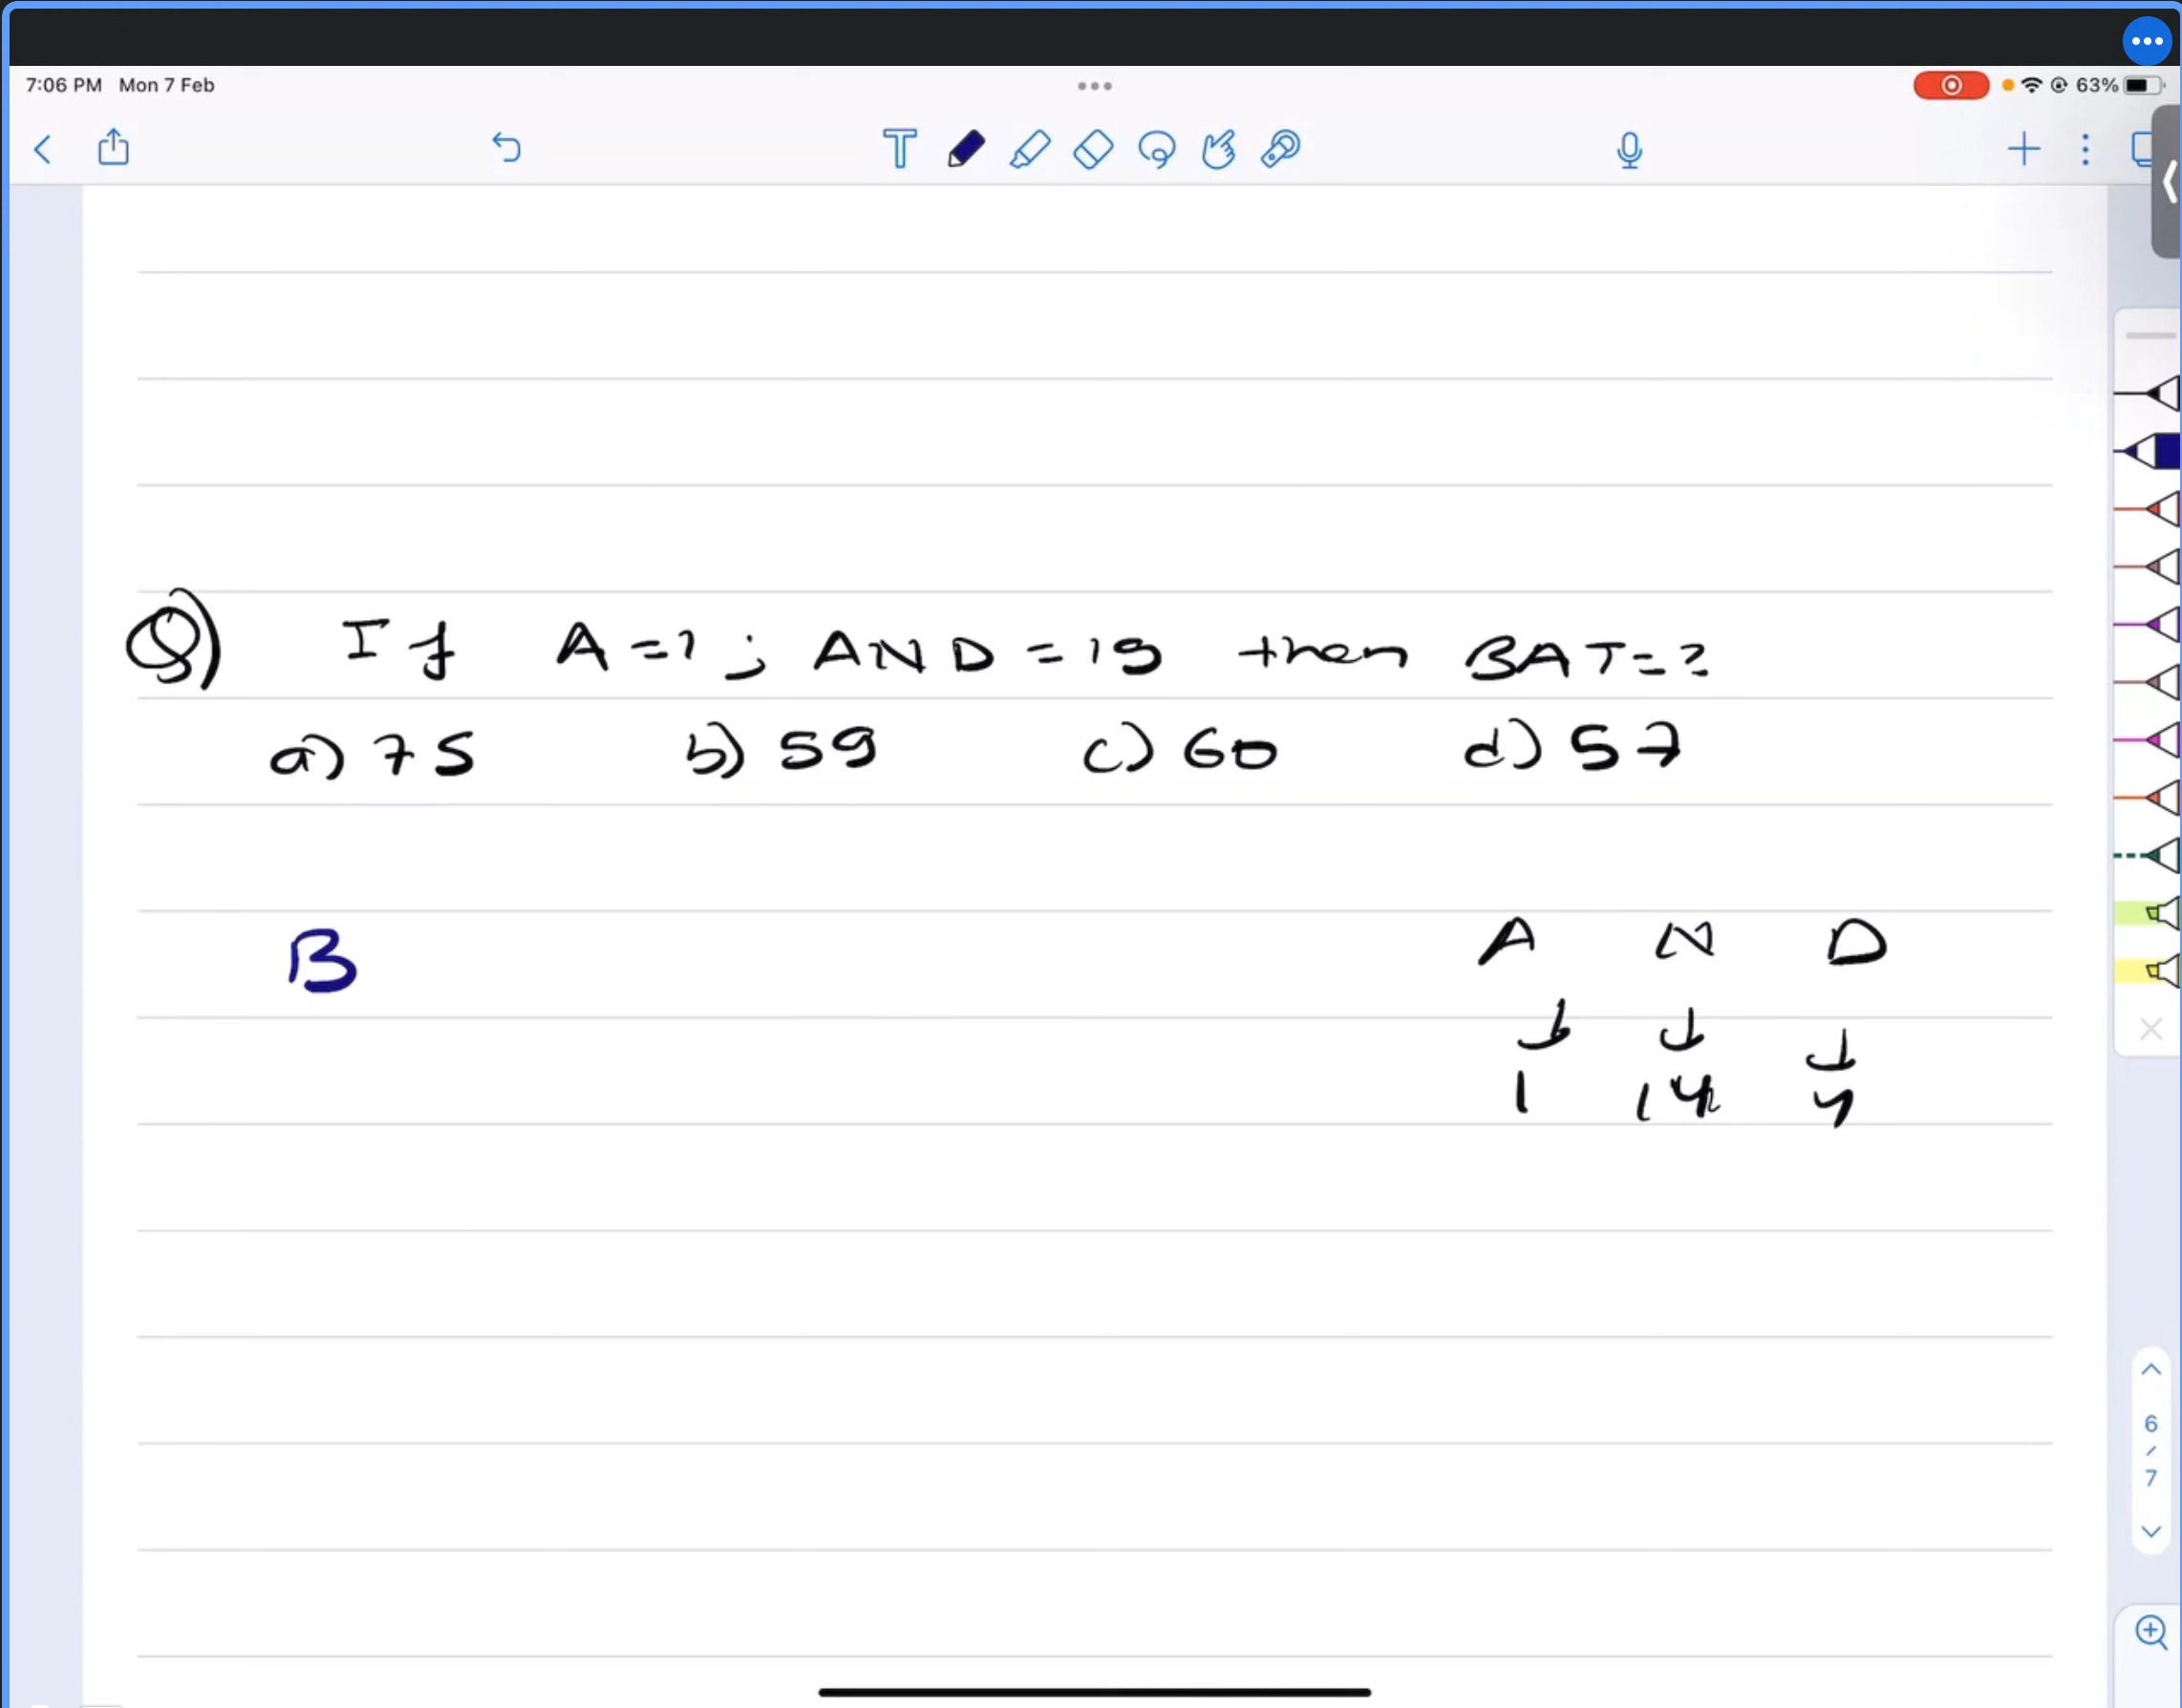 7:06 PM Mon 7 Feb
63%
Q) If A = 1 ; AND = 19 then BAT = ?
a) 75 b) 59 c) 60 d) 57
B
A N D
↓ ↓ ↓
1 14 4
6
/
7